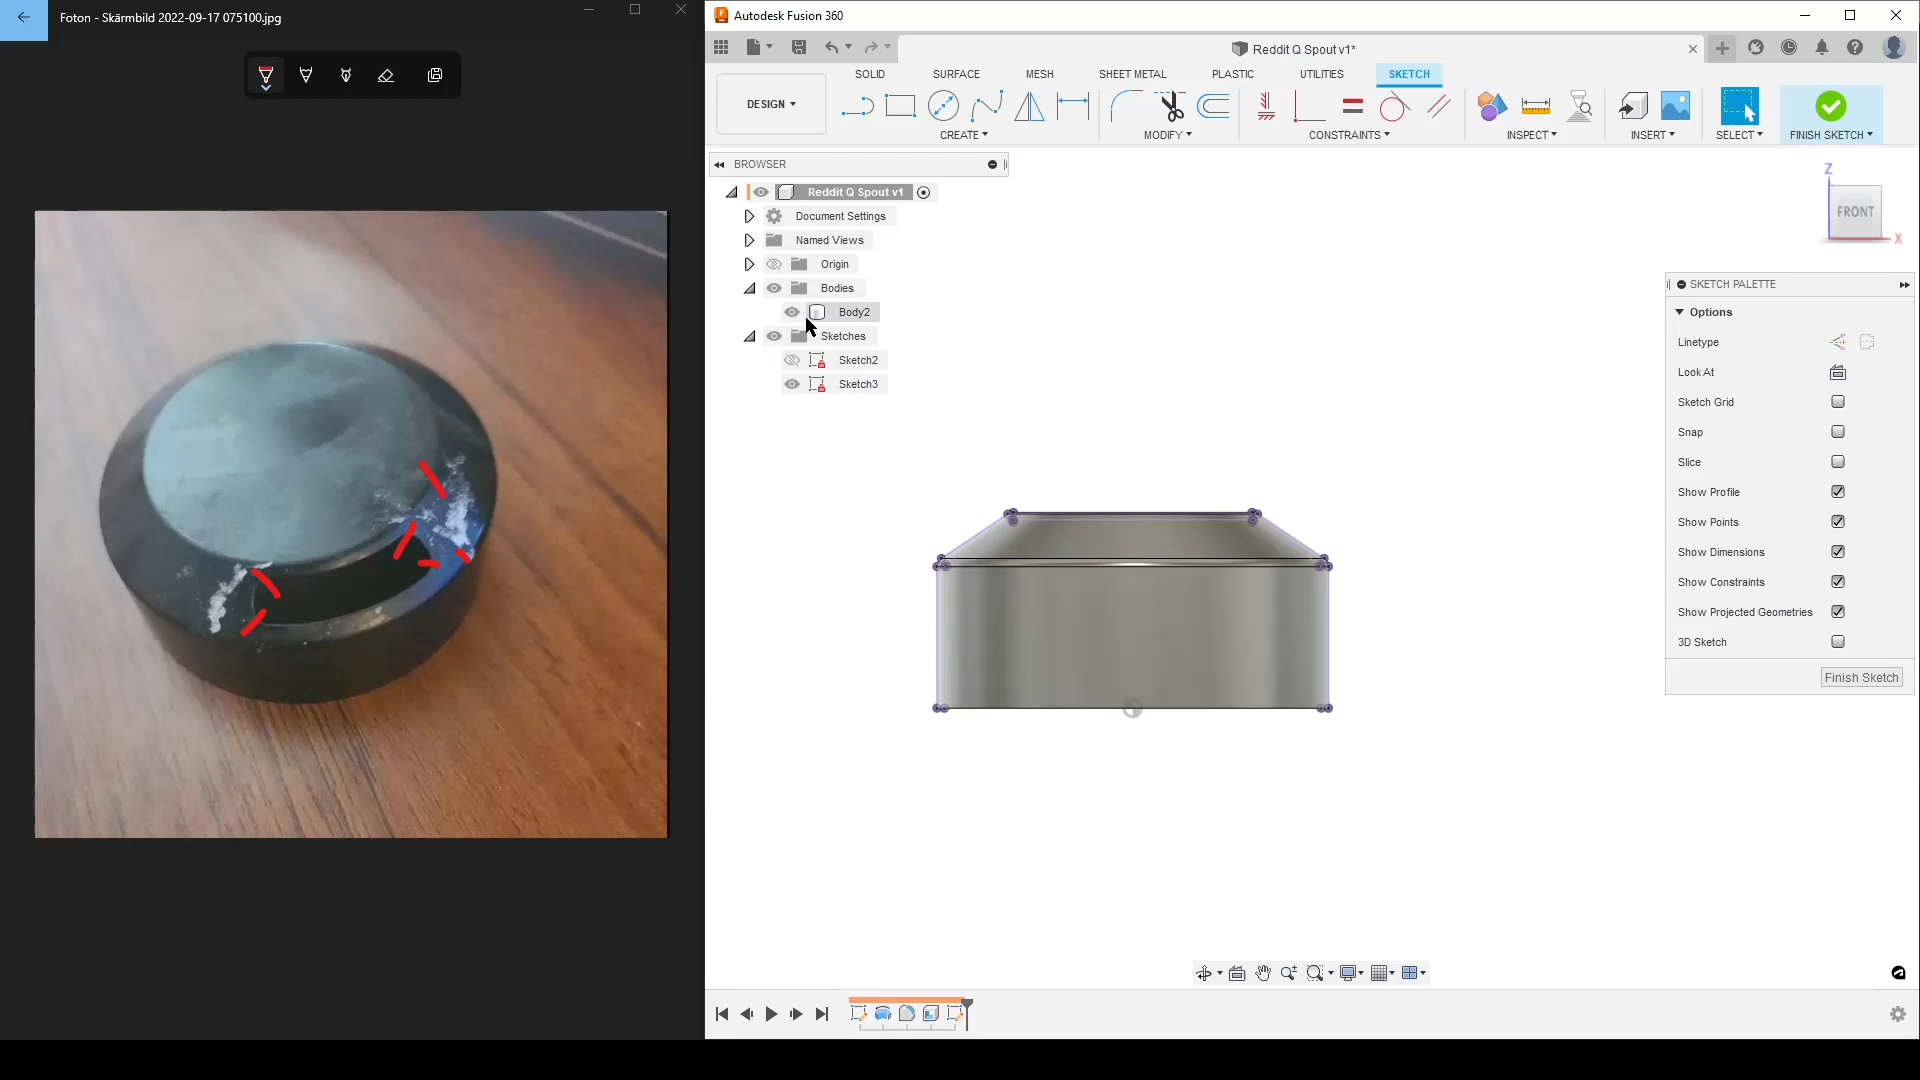 Foton - Skärmbild 2022-09-17 075100.jpg
Autodesk Fusion 360
Reddit Q Spout v1*
SOLID SURFACE MESH SHEET METAL PLASTIC UTILITIES SKETCH
DESIGN
CREATE MODIFY CONSTRAINTS INSPECT INSERT SELECT FINISH SKETCH
BROWSER
Reddit Q Spout v1
Document Settings
Named Views
Origin
Bodies
Body2
Sketches
Sketch2
Sketch3
Z
FRONT
X
SKETCH PALETTE
Options
Linetype
Look At
Sketch Grid
Snap
Slice
Show Profile
Show Points
Show Dimensions
Show Constraints
Show Projected Geometries
3D Sketch
Finish Sketch